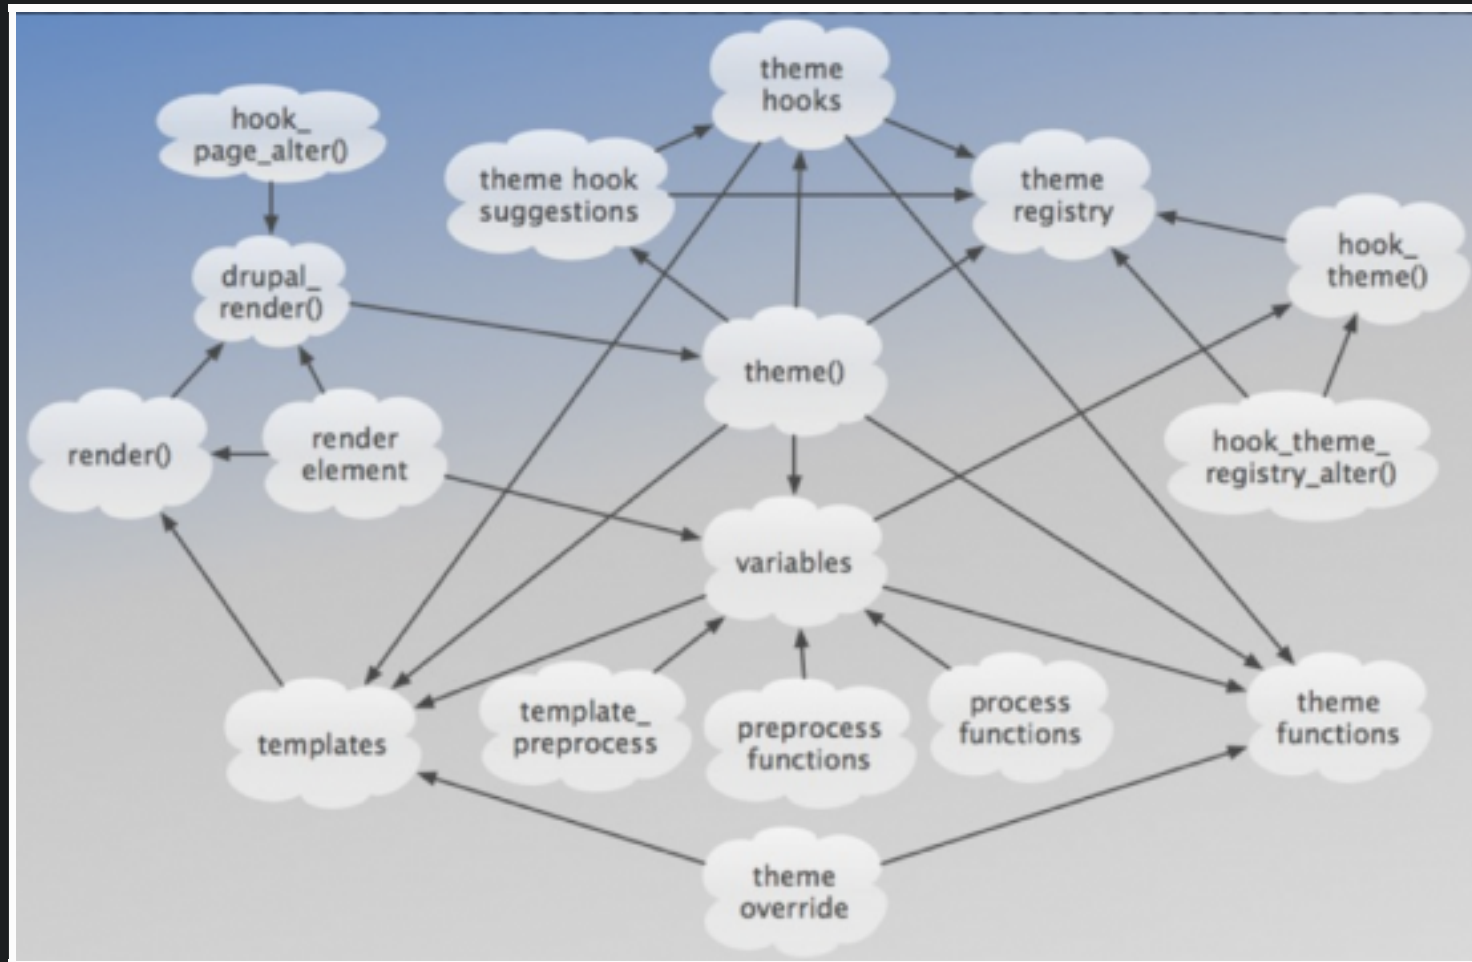 theme
hooks
hook_
page_alter()
theme hook
suggestions
theme
registry
hook_
theme()
drupal_
render()
theme()
render()
render
element
hook_theme_
registry_alter()
variables
templates
template_
preprocess
preprocess
functions
process
functions
theme
functions
theme
override